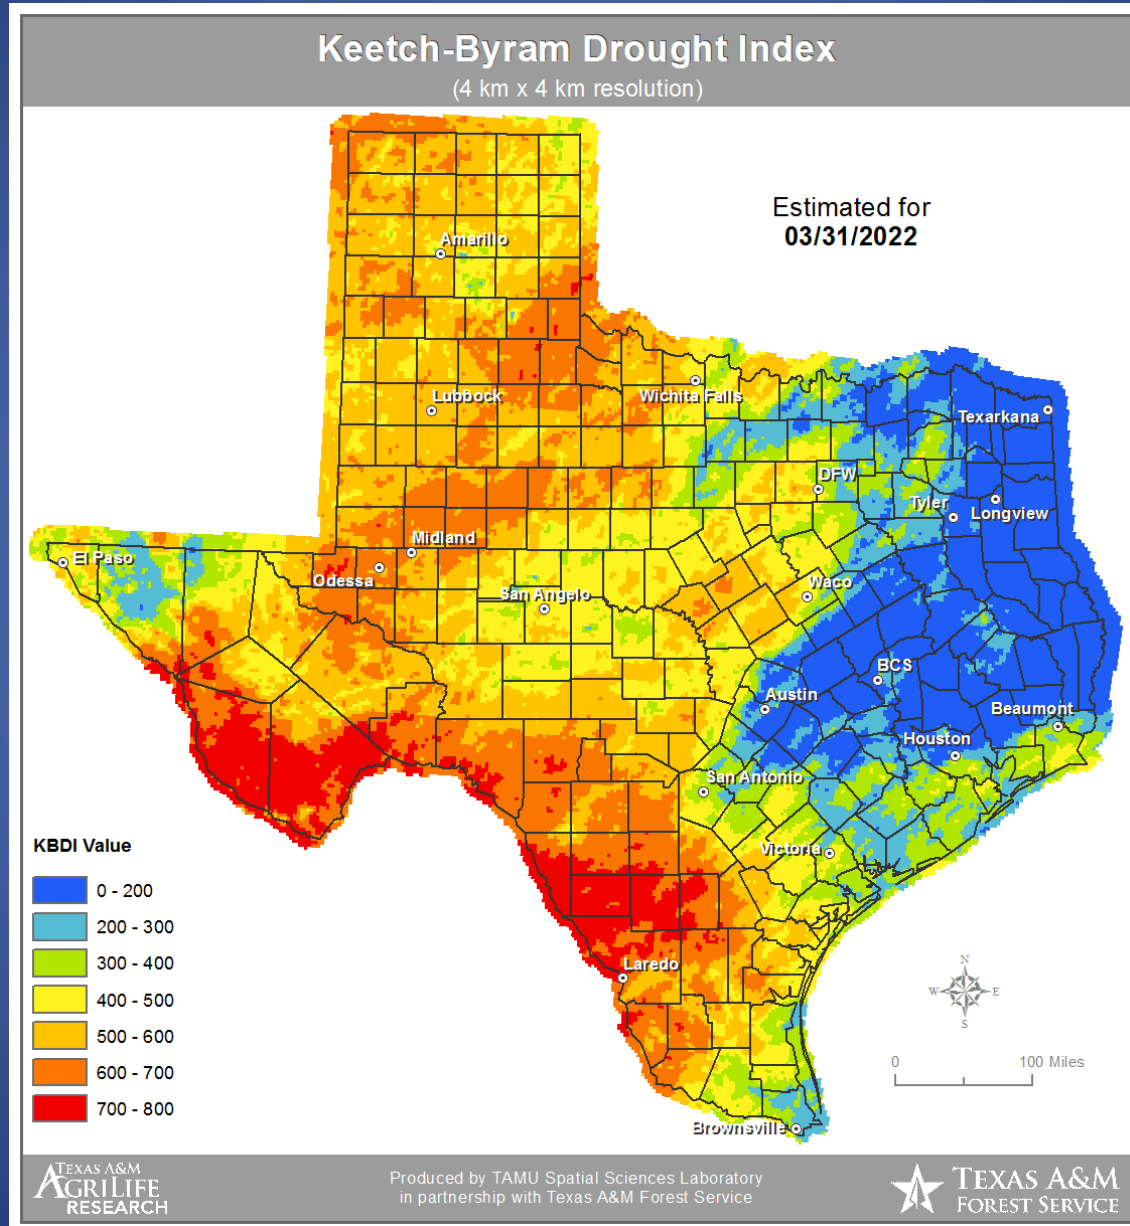 Keetch-Byram Drought Index
(4 km x 4 km resolution)
Estimated for
03/31/2022
Amarillo
Lubbock
Wichita Falls
Texarkana
DFW
Tyler
Longview
Midland
El Paso
Odessa
San Angelo
Waco
BCS
Austin
Beaumont
Houston
San Antonio
KBDI Value
Victoria
0 - 200
200 - 300
300 - 400
400 - 500
500 - 600
600 - 700
700 - 800
Laredo
N
W E
S
0 100 Miles
Brownsville
TEXAS A&M
AGRILIFE
RESEARCH
Produced by TAMU Spatial Sciences Laboratory
in partnership with Texas A&M Forest Service
TEXAS A&M
FOREST SERVICE